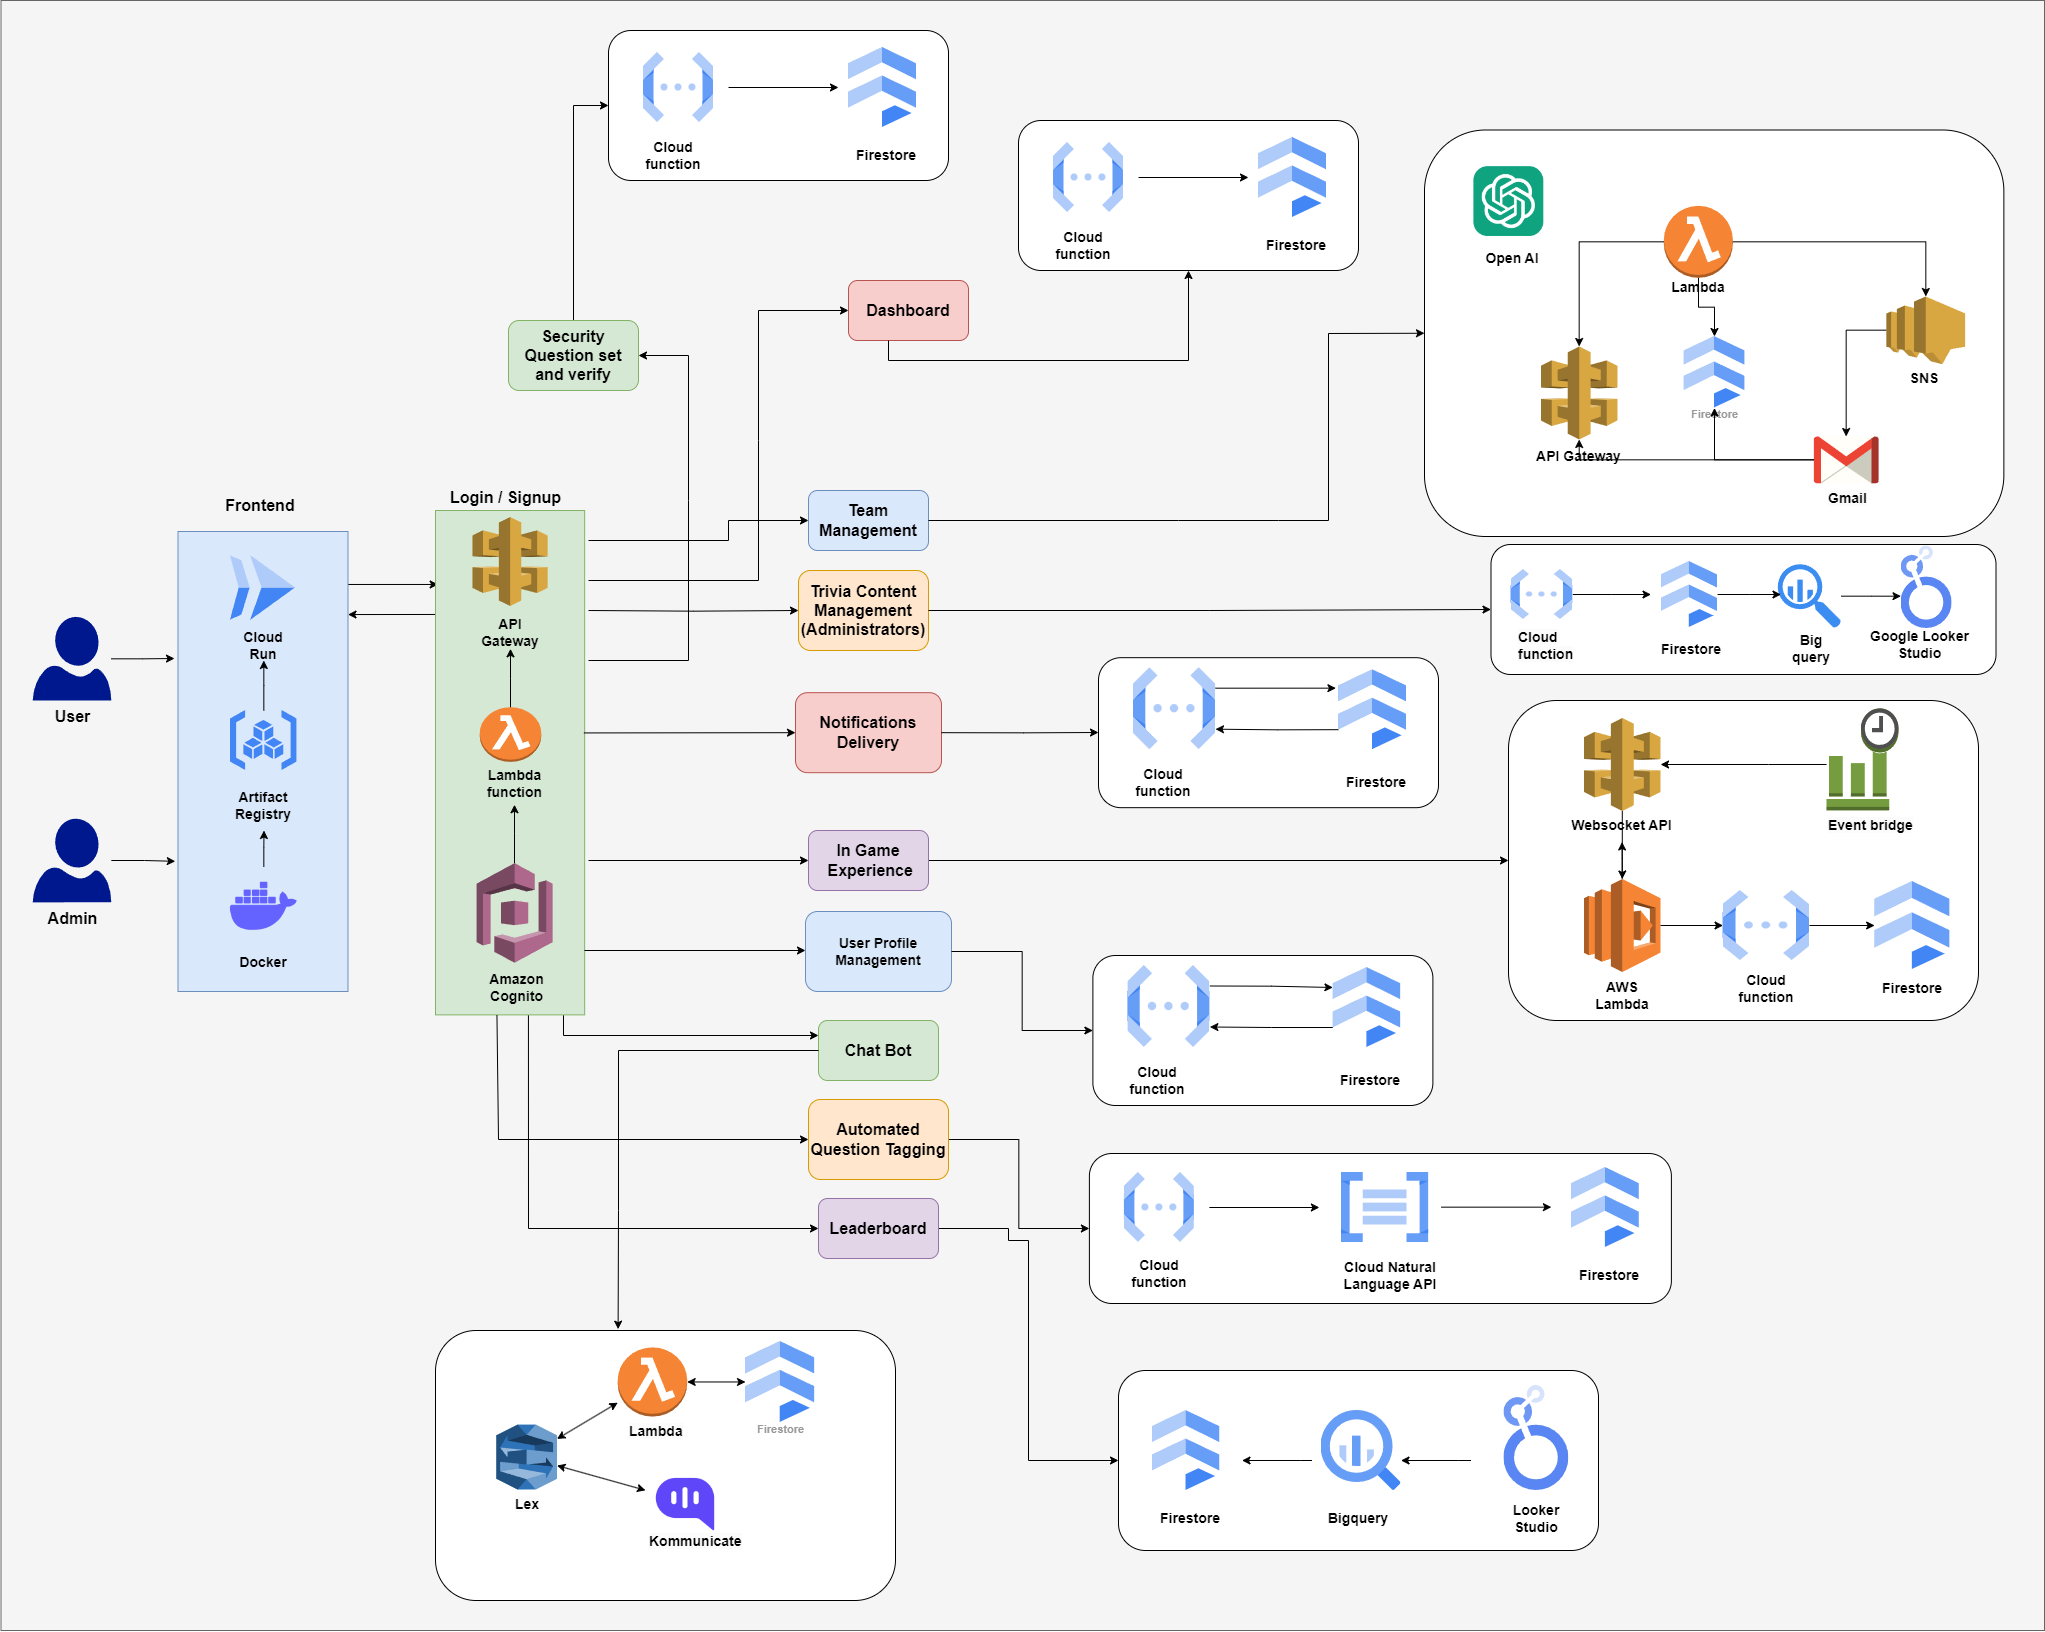 Cloud
function
Firestore
Cloud
function
Firestore
Open AI
Lambda
SNS
Firestore
API Gateway
Gmail
Dashboard
Security
Question set
and verify
Frontend
Cloud
Run
Artifact
Registry
Docker
User
Admin
Login / Signup
API
Gateway
Lambda
function
Amazon
Cognito
Team
Management
Trivia Content
Management
(Administrators)
Cloud
function
Firestore
Big
query
Google Looker
Studio
Notifications
Delivery
Cloud
function
Firestore
In Game
Experience
Websocket API
Event bridge
AWS
Lambda
Cloud
function
Firestore
User Profile
Management
Cloud
function
Firestore
Chat Bot
Automated
Question Tagging
Cloud
function
Cloud Natural
Language API
Firestore
Leaderboard
Lambda
Firestore
Lex
Kommunicate
Firestore
Bigquery
Looker
Studio